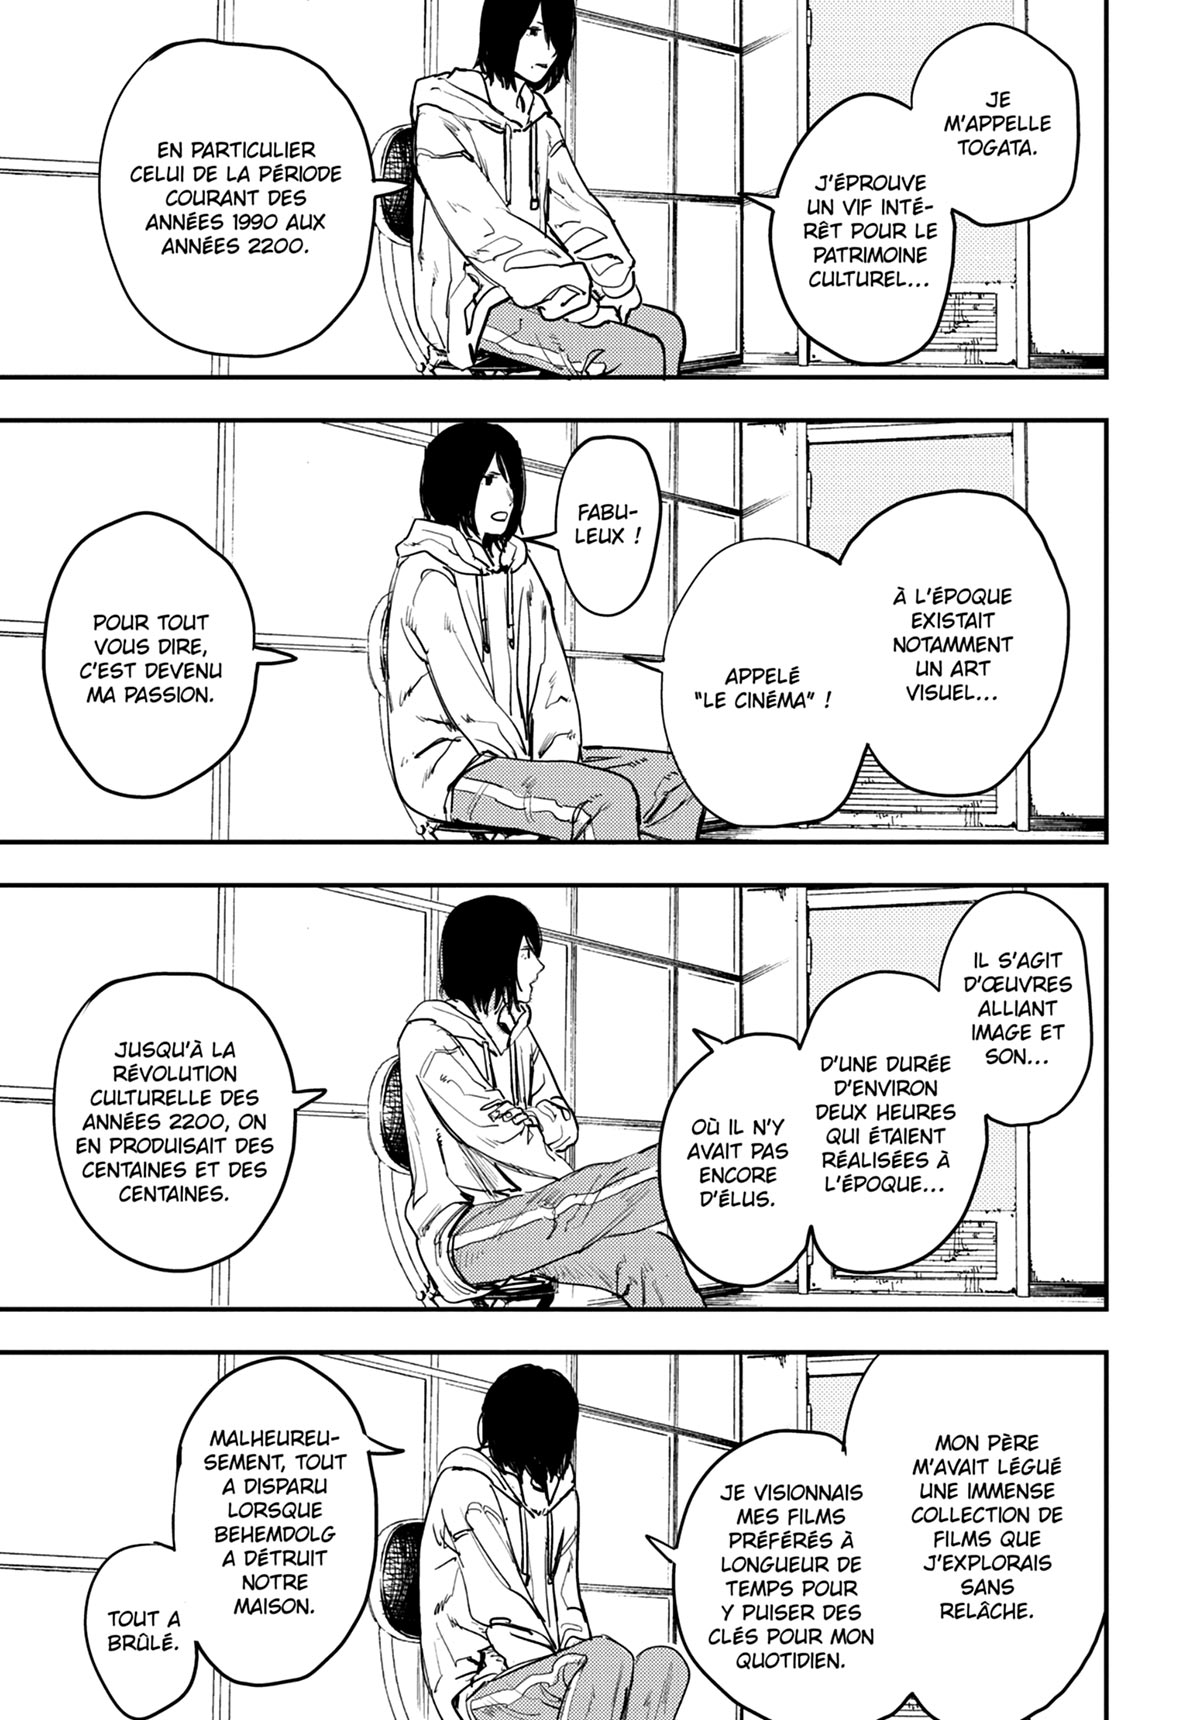 JE
M'APPELLE
TOGATA.
J'ÉPROUVE
UN VIF INTÉ-
RÊT POUR LE
PATRIMOINE
CULTUREL...
EN PARTICULIER
CELUI DE LA PÉRIODE
COURANT DES
ANNÉES 1990 AUX
ANNÉES 2200.
À L'ÉPOQUE
EXISTAIT
NOTAMMENT
UN ART
VISUEL...
APPELÉ
"LE CINÉMA" !
FABU-
LEUX !
POUR TOUT
VOUS DIRE,
C'EST DEVENU
MA PASSION.
IL S'AGIT
D'ŒUVRES
ALLIANT
IMAGE ET
SON...
D'UNE DURÉE
D'ENVIRON
DEUX HEURES
QUI ÉTAIENT
RÉALISÉES À
L'ÉPOQUE...
OÙ IL N'Y
AVAIT PAS
ENCORE
D'ÉLUS.
JUSQU'À LA
RÉVOLUTION
CULTURELLE DES
ANNÉES 2200, ON
EN PRODUISAIT DES
CENTAINES ET DES
CENTAINES.
MON PÈRE
M'AVAIT LÉGUÉ
UNE IMMENSE
COLLECTION DE
FILMS QUE
J'EXPLORAIS
SANS
RELÂCHE.
JE VISIONNAIS
MES FILMS
PRÉFÉRÉS À
LONGUEUR DE
TEMPS POUR
Y PUISER DES
CLÉS POUR MON
QUOTIDIEN.
MALHEUREU-
SEMENT, TOUT
A DISPARU
LORSQUE
BEHEMDOLG
A DÉTRUIT
NOTRE
MAISON.
TOUT A
BRÛLÉ.